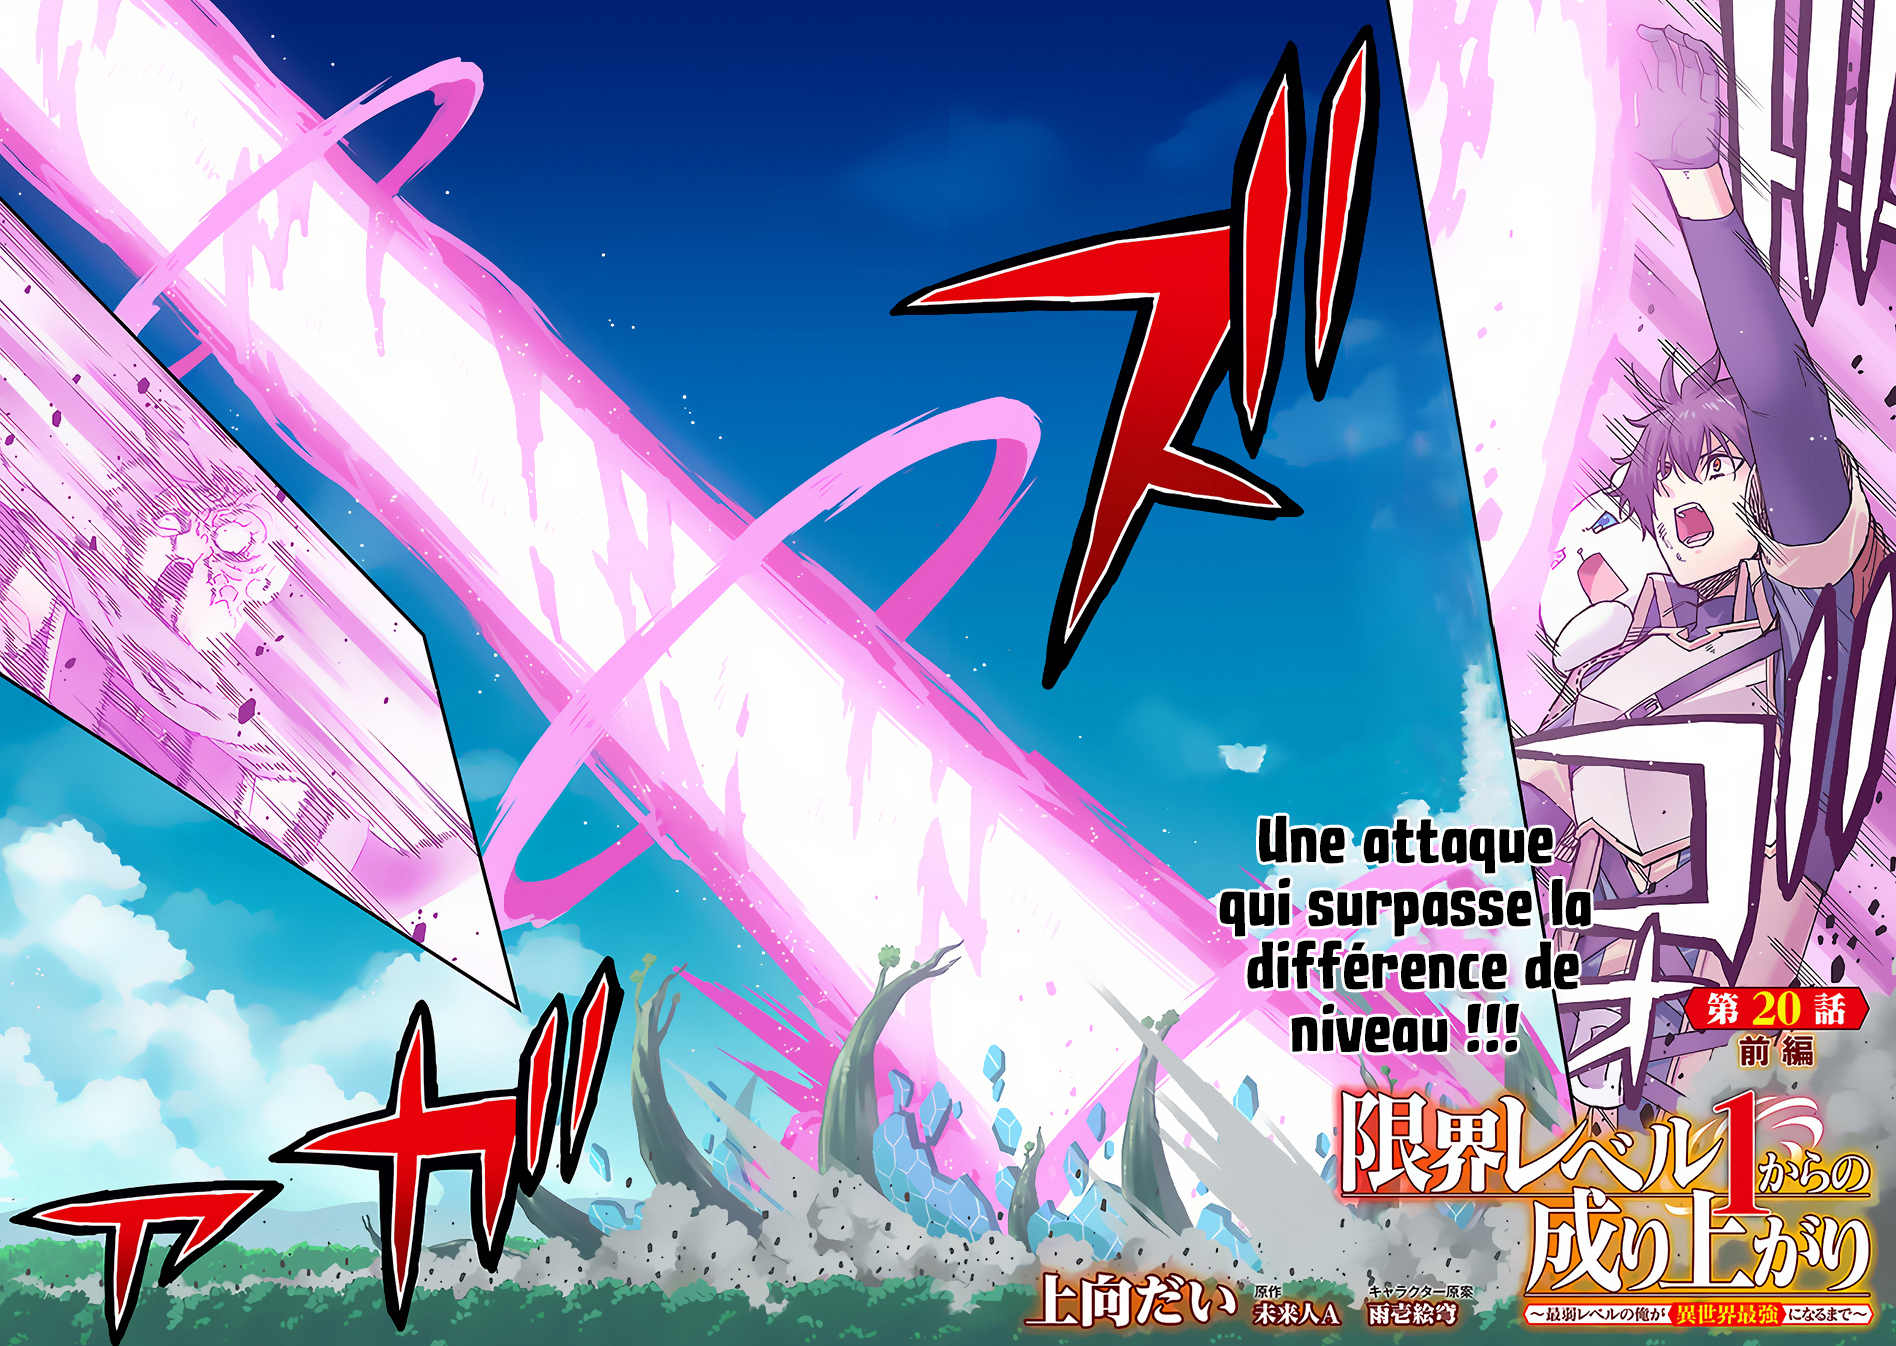 ズ
ガァ
ゴォ
Une attaque
qui surpasse la
différence de
niveau !!!
第20話
前編
限界レベル1からの
成り上がり
～最弱レベルの俺が異世界最強になるまで～
上向だい
原作
未来人A
キャラクター原案
雨壱絵穹